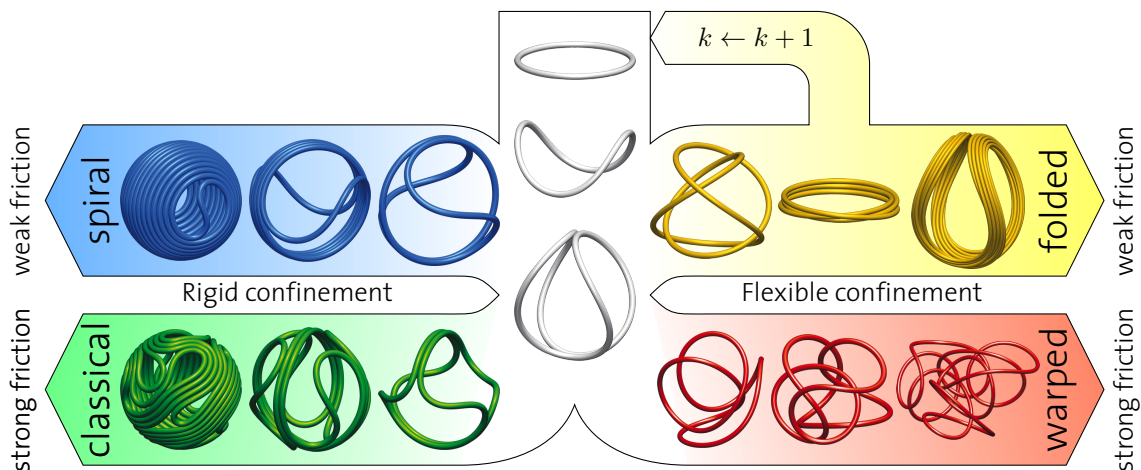 k ← k + 1
weak friction
spiral
folded
weak friction
Rigid confinement
Flexible confinement
strong friction
classical
warped
strong friction